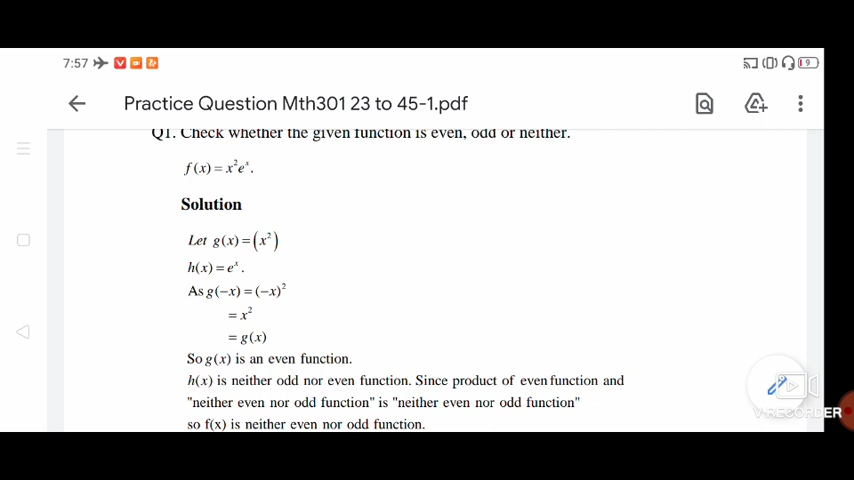 7:57
9
Practice Question Mth301 23 to 45-1.pdf
Q1. Check whether the given function is even, odd or neither.
f(x) = x²eˣ.
Solution
Let g(x) = (x²)
h(x) = eˣ.
As g(−x) = (−x)²
= x²
= g(x)
So g(x) is an even function.
h(x) is neither odd nor even function. Since product of even function and
"neither even nor odd function" is "neither even nor odd function"
so f(x) is neither even nor odd function.
V-RECORDER